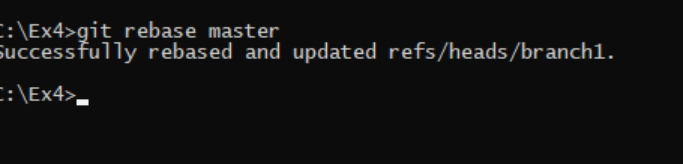 C:\Ex4>git rebase master
Successfully rebased and updated refs/heads/branch1.
C:\Ex4>